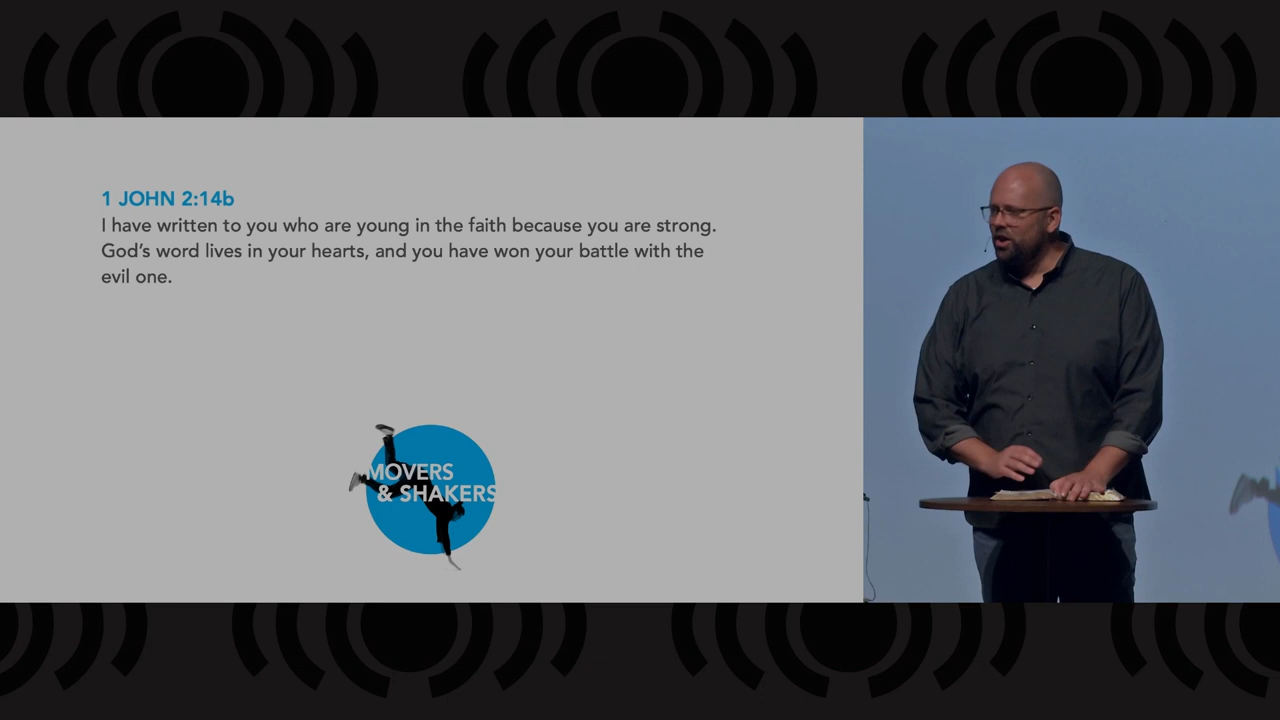 1 JOHN 2:14b
I have written to you who are young in the faith because you are strong.
God’s word lives in your hearts, and you have won your battle with the
evil one.
MOVERS
& SHAKERS